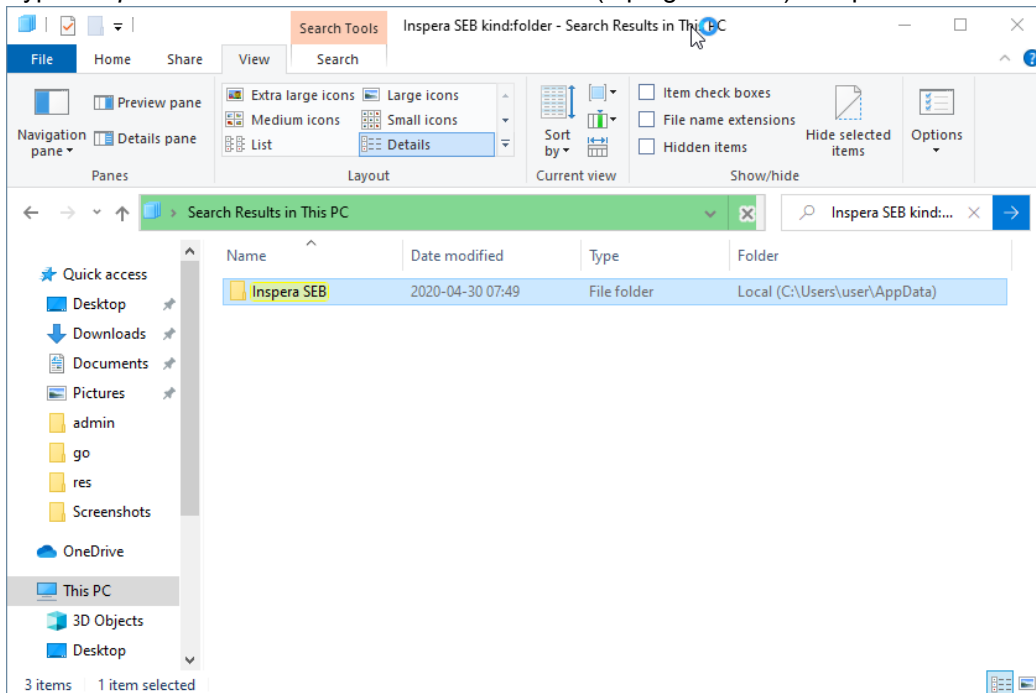 Search Tools
Inspera SEB kind:folder - Search Results in This PC
File Home Share View Search
Preview pane
Details pane
Navigation
pane
Extra large icons Large icons
Medium icons Small icons
List Details
Sort
by
Item check boxes
File name extensions
Hidden items
Hide selected
items
Options
Panes Layout Current view Show/hide
Search Results in This PC
Inspera SEB kind:...
Name Date modified Type Folder
Inspera SEB 2020-04-30 07:49 File folder Local (C:\Users\user\AppData)
Quick access
Desktop
Downloads
Documents
Pictures
admin
go
res
Screenshots
OneDrive
This PC
3D Objects
Desktop
3 items 1 item selected